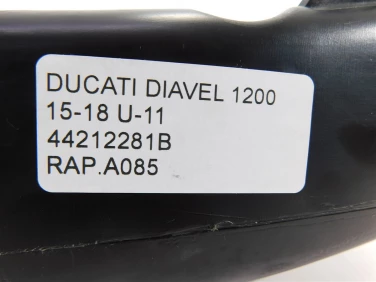 DUCATI DIAVEL 1200
15-18 U-11
44212281B
RAP.A085